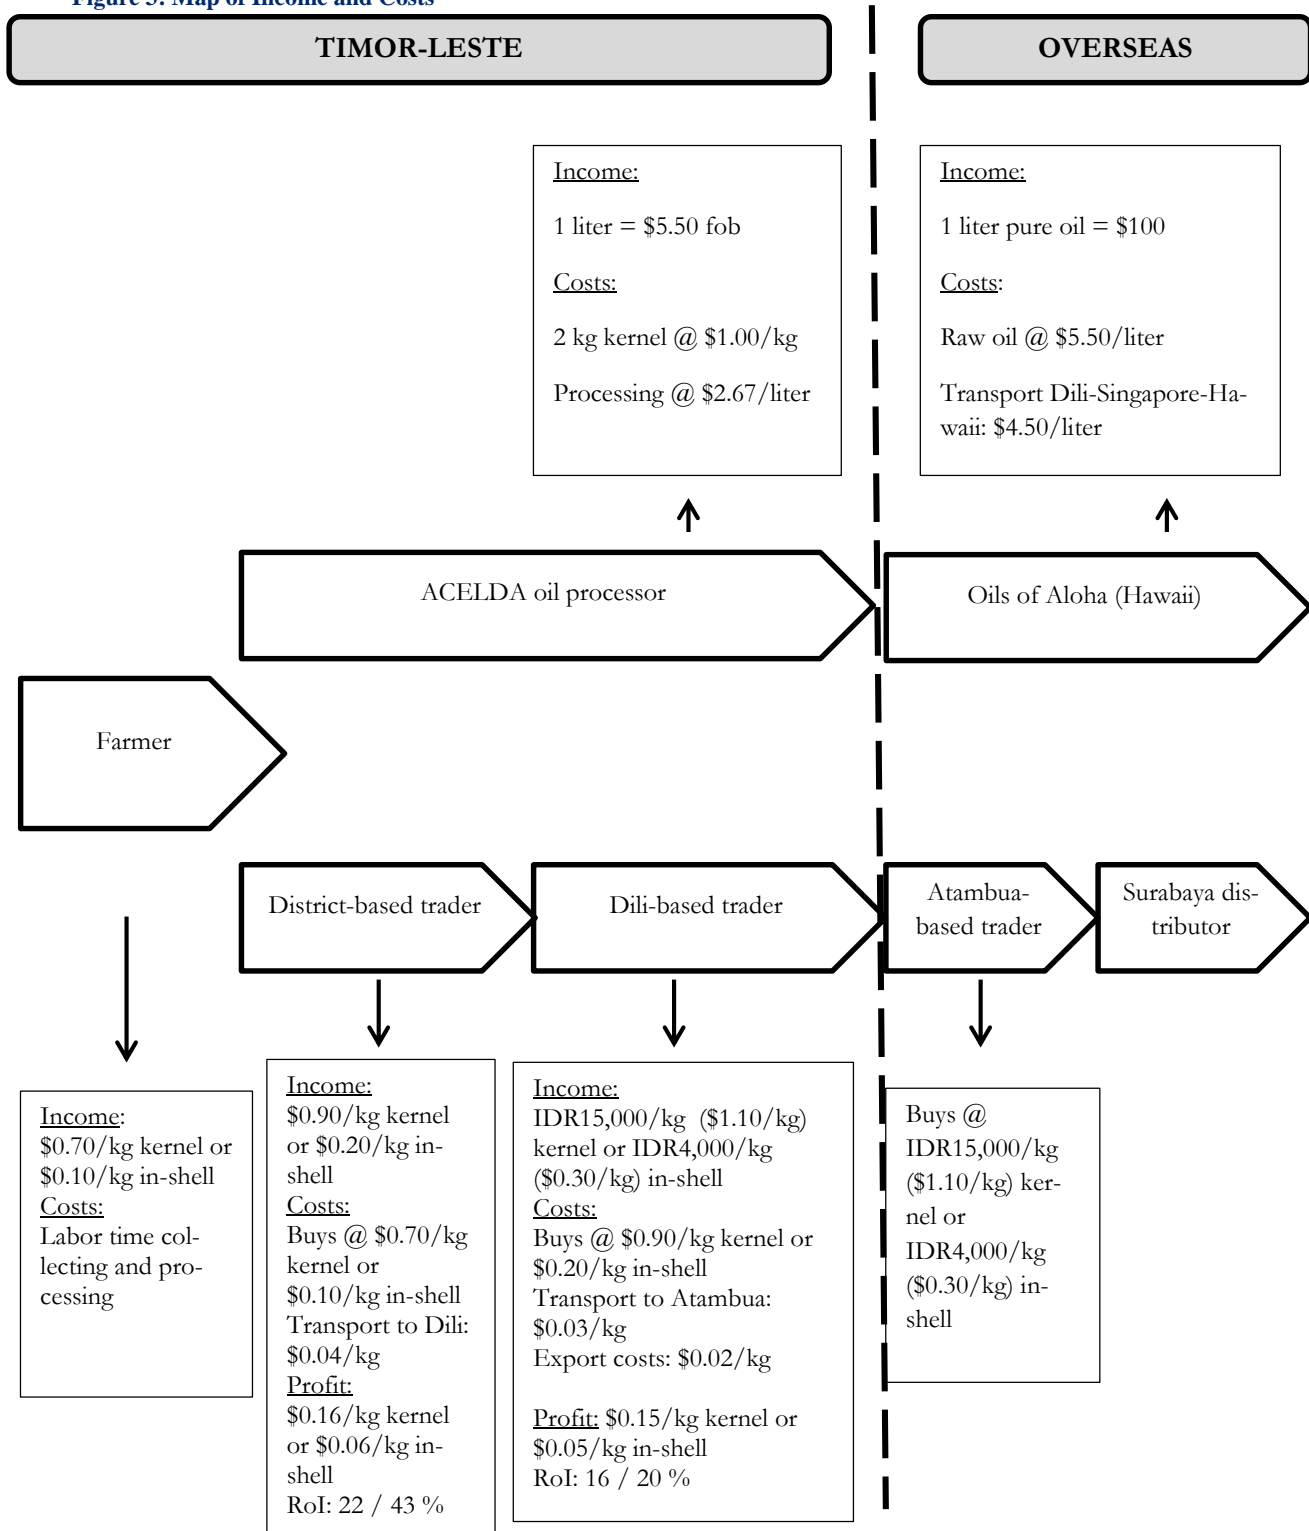 Figure 3: Map of Income and Costs
TIMOR-LESTE
OVERSEAS
Income:
1 liter = $5.50 fob
Costs:
2 kg kernel @ $1.00/kg
Processing @ $2.67/liter
Income:
1 liter pure oil = $100
Costs:
Raw oil @ $5.50/liter
Transport Dili-Singapore-Ha-
waii: $4.50/liter
ACELDA oil processor
Oils of Aloha (Hawaii)
Farmer
District-based trader
Dili-based trader
Atambua-
based trader
Surabaya dis-
tributor
Income:
$0.70/kg kernel or
$0.10/kg in-shell
Costs:
Labor time col-
lecting and pro-
cessing
Income:
$0.90/kg kernel
or $0.20/kg in-
shell
Costs:
Buys @ $0.70/kg
kernel or
$0.10/kg in-shell
Transport to Dili:
$0.04/kg
Profit:
$0.16/kg kernel
or $0.06/kg in-
shell
RoI: 22 / 43 %
Income:
IDR15,000/kg ($1.10/kg)
kernel or IDR4,000/kg
($0.30/kg) in-shell
Costs:
Buys @ $0.90/kg kernel or
$0.20/kg in-shell
Transport to Atambua:
$0.03/kg
Export costs: $0.02/kg
Profit: $0.15/kg kernel or
$0.05/kg in-shell
RoI: 16 / 20 %
Buys @
IDR15,000/kg
($1.10/kg) ker-
nel or
IDR4,000/kg
($0.30/kg) in-
shell